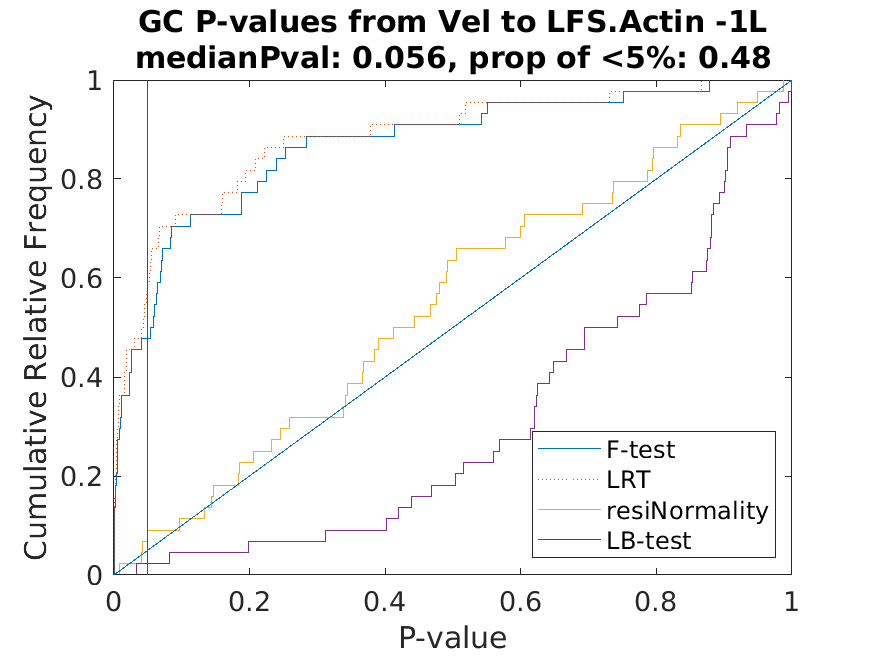 GC P-values from Vel to LFS.Actin -1L
medianPval: 0.056, prop of <5%: 0.48
Cumulative Relative Frequency
1
0.8
0.6
0.4
0.2
0
0 0.2 0.4 0.6 0.8 1
P-value
F-test
LRT
resiNormality
LB-test